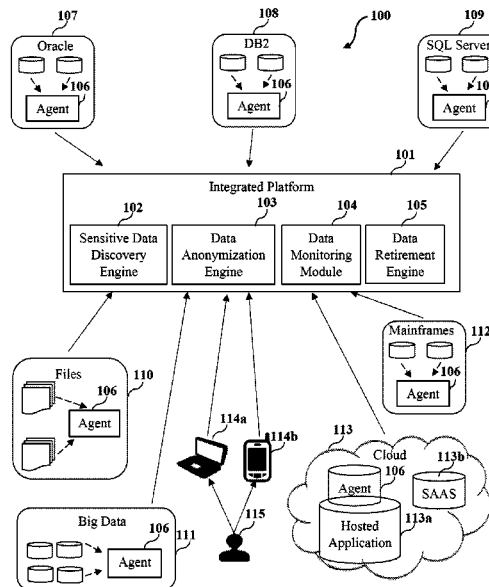 107
108
100
109
Oracle
DB2
SQL Server
106
106
Agent
Agent
Agent
101
Integrated Platform
102
103
104
105
Sensitive Data
Discovery
Engine
Data
Anonymization
Engine
Data
Monitoring
Module
Data
Retirement
Engine
Mainframes
112
106
Agent
Files
110
106
Agent
114a
114b
113
Cloud
113b
106
Agent
SAAS
Hosted
Application
113a
115
Big Data
106
Agent
111